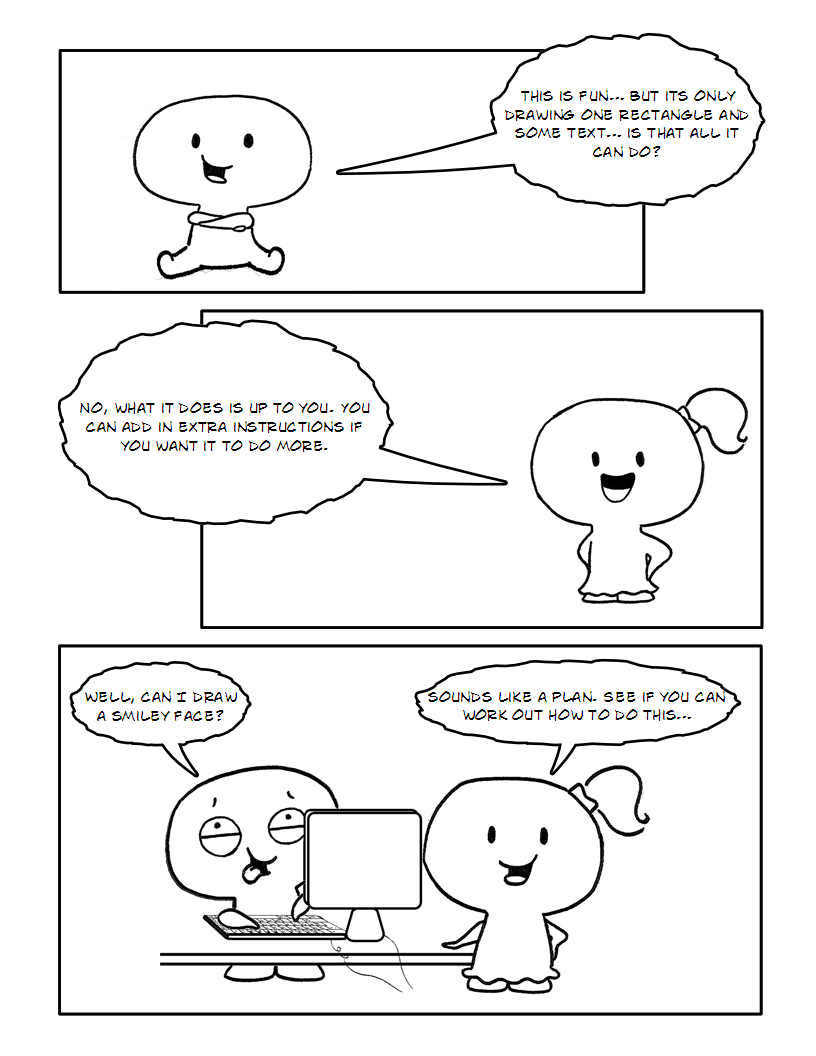 THIS IS FUN... BUT ITS ONLY
DRAWING ONE RECTANGLE AND
SOME TEXT... IS THAT ALL IT
CAN DO?
NO, WHAT IT DOES IS UP TO YOU. YOU
CAN ADD IN EXTRA INSTRUCTIONS IF
YOU WANT IT TO DO MORE.
WELL, CAN I DRAW
A SMILEY FACE?
SOUNDS LIKE A PLAN. SEE IF YOU CAN
WORK OUT HOW TO DO THIS...